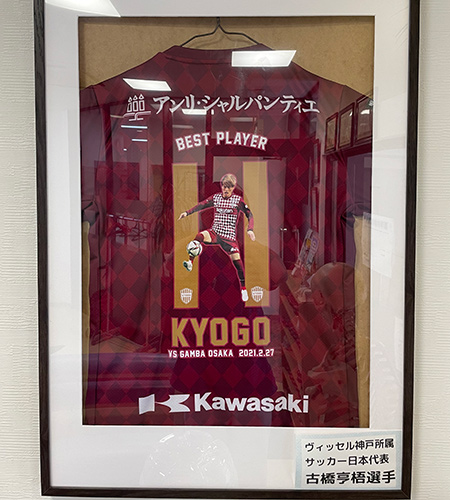 アンリ・シャルパンティエ
BEST PLAYER
11
Rakuten
KYOGO
VS GAMBA OSAKA 2021.2.27
Kawasaki
ヴィッセル神戸所属
サッカー日本代表
古橋亨梧選手